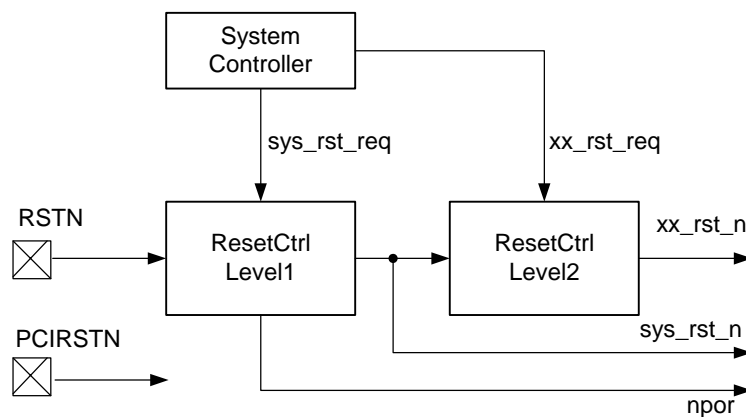 System
Controller
sys_rst_req
xx_rst_req
RSTN
ResetCtrl
Level1
ResetCtrl
Level2
xx_rst_n
PCIRSTN
sys_rst_n
npor